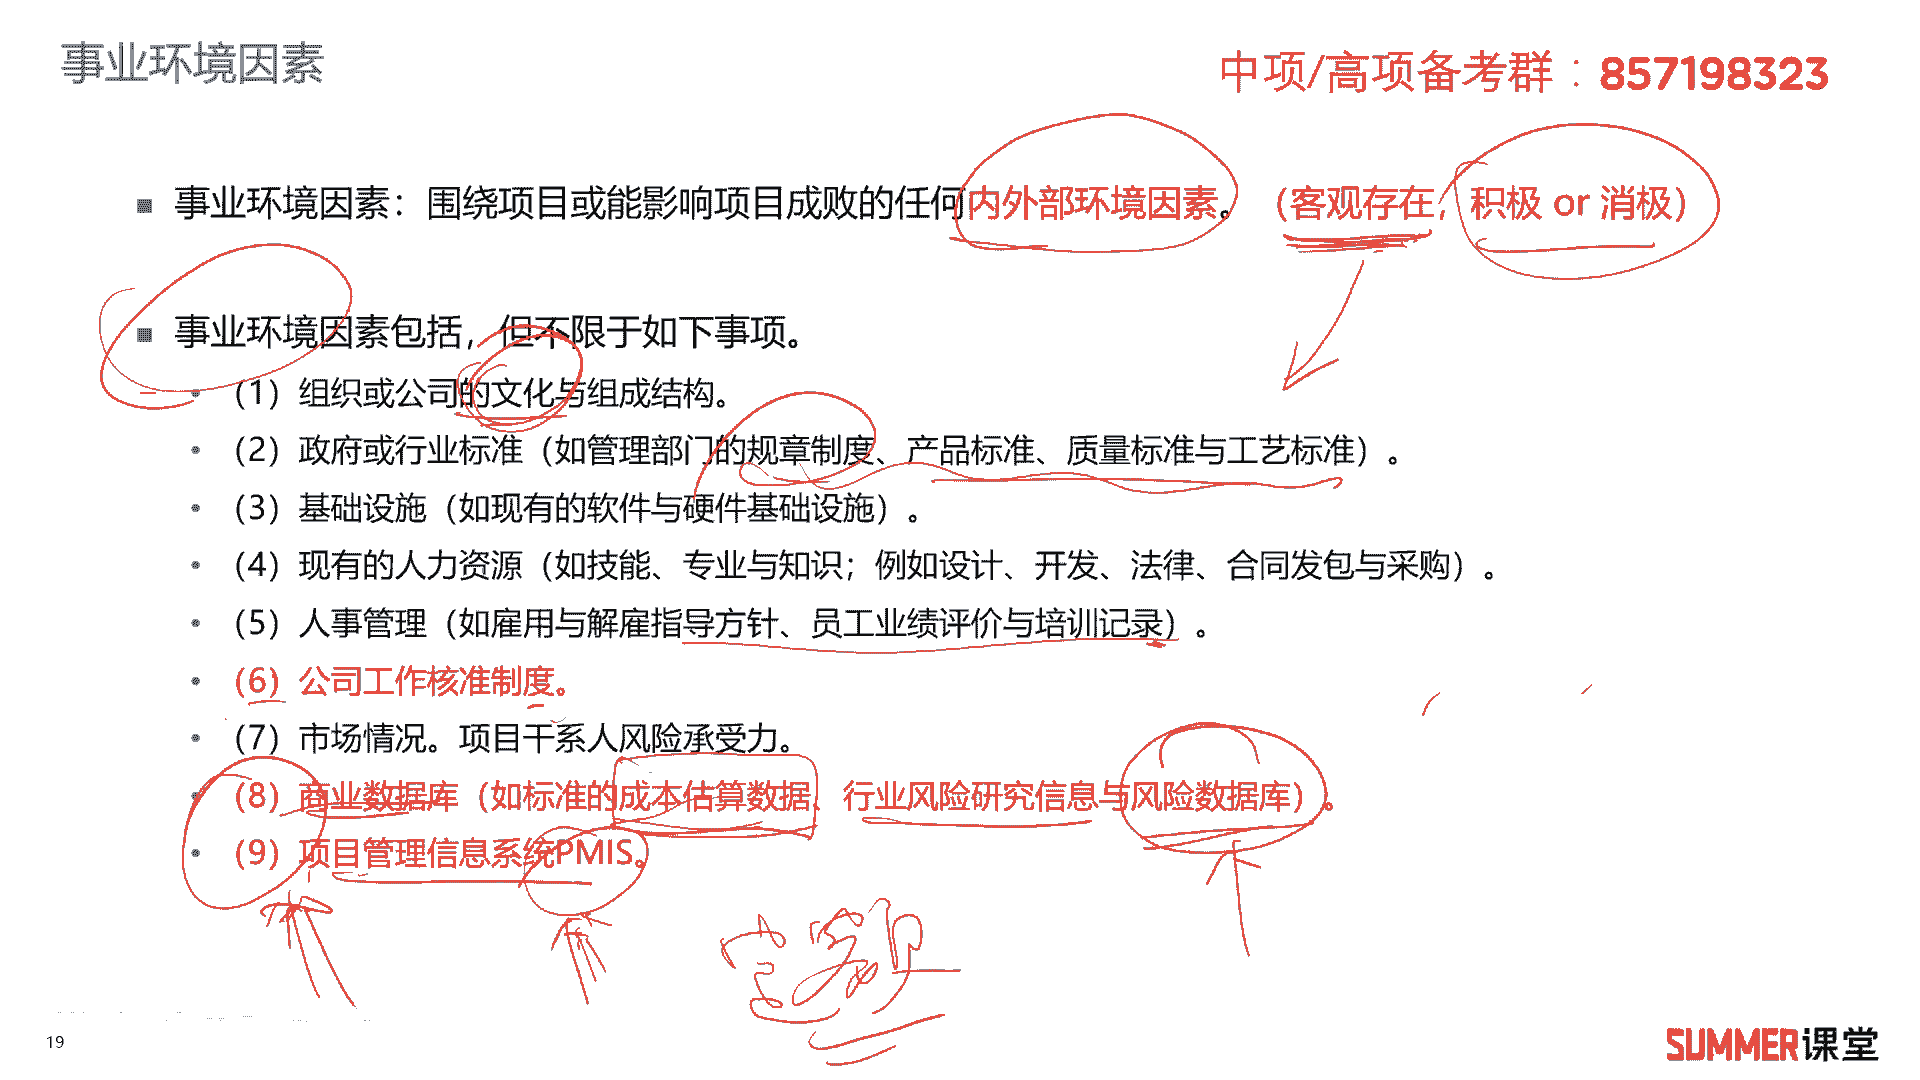 事业环境因素
中项/高项备考群：857198323
事业环境因素：围绕项目或能影响项目成败的任何内外部环境因素。（客观存在，积极 or 消极）
事业环境因素包括，但不限于如下事项。
（1）组织或公司的文化与组成结构。
（2）政府或行业标准（如管理部门的规章制度、产品标准、质量标准与工艺标准）。
（3）基础设施（如现有的软件与硬件基础设施）。
（4）现有的人力资源（如技能、专业与知识；例如设计、开发、法律、合同发包与采购）。
（5）人事管理（如雇用与解雇指导方针、员工业绩评价与培训记录）。
（6）公司工作核准制度。
（7）市场情况。项目干系人风险承受力。
（8）商业数据库（如标准的成本估算数据、行业风险研究信息与风险数据库）。
（9）项目管理信息系统PMIS。
客观
19
SUMMER课堂